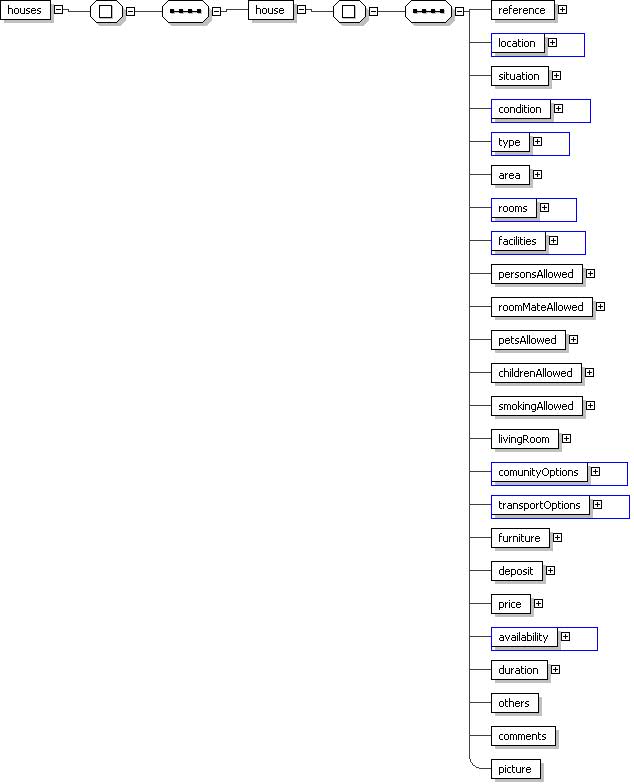 houses
house
reference
location
situation
condition
type
area
rooms
facilities
personsAllowed
roomMateAllowed
petsAllowed
childrenAllowed
smokingAllowed
livingRoom
comunityOptions
transportOptions
furniture
deposit
price
availability
duration
others
comments
picture